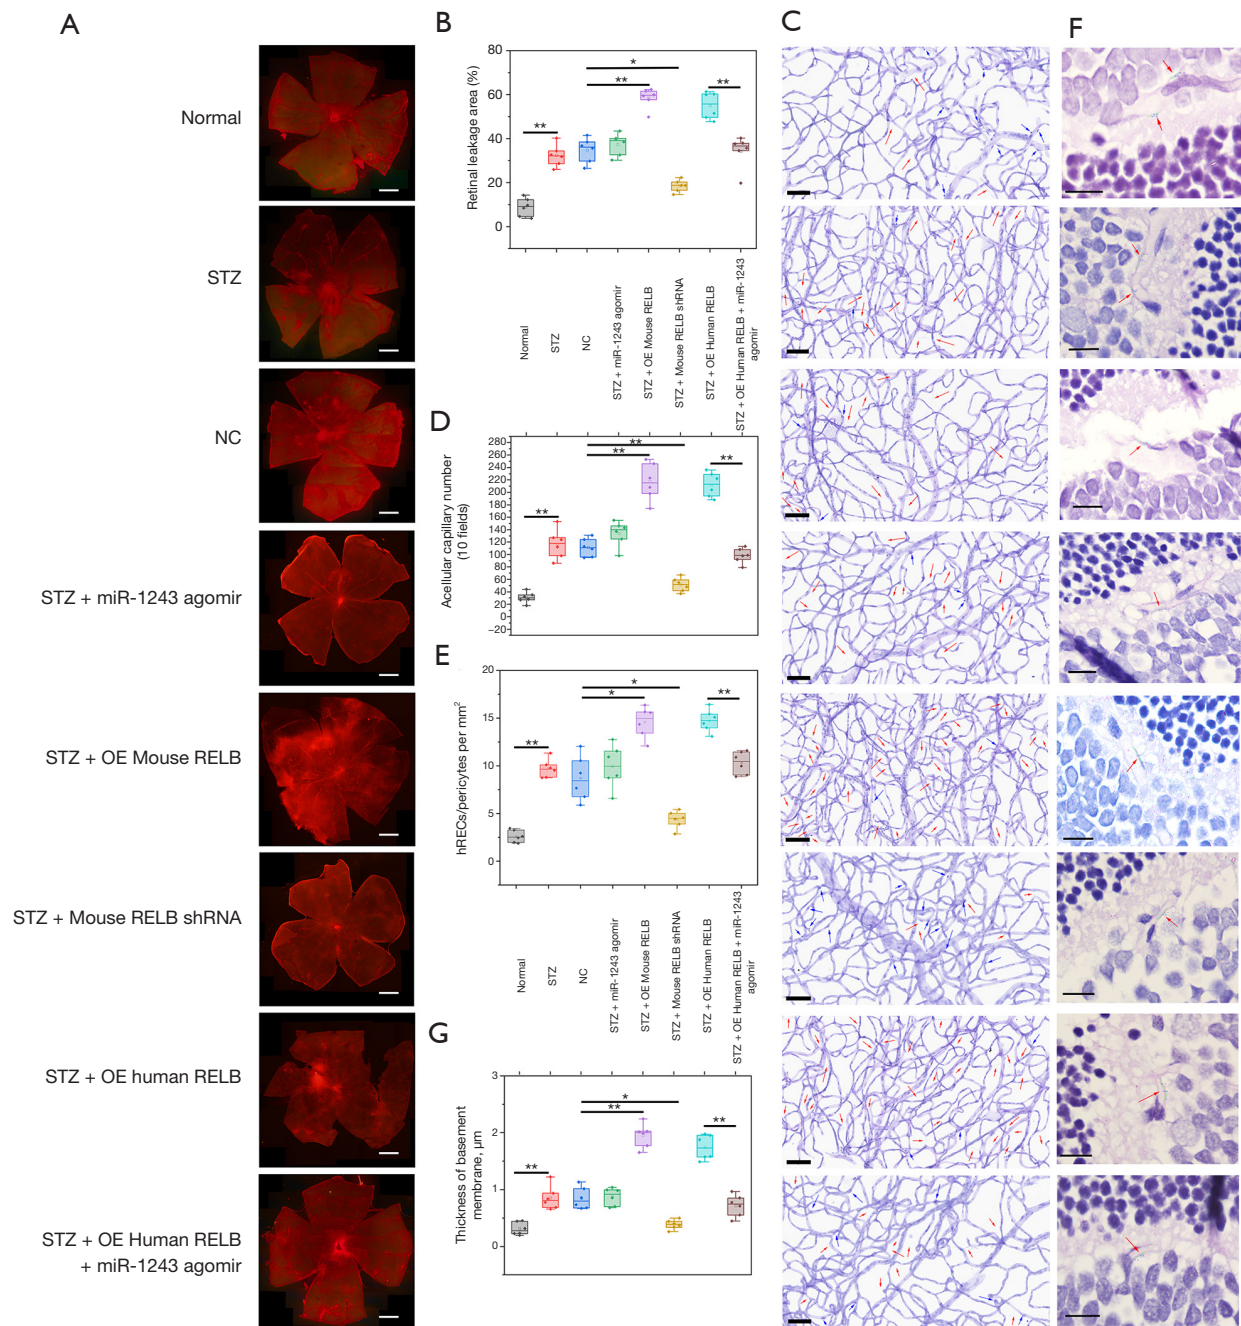 A
Normal
STZ
NC
STZ + miR-1243 agomir
STZ + OE Mouse RELB
STZ + Mouse RELB shRNA
STZ + OE human RELB
STZ + OE Human RELB
+ miR-1243 agomir
B
Retinal leakage area (%)
80
60
40
20
0
**
**
*
**
Normal
STZ
NC
STZ + miR-1243 agomir
STZ + OE Mouse RELB
STZ + Mouse RELB shRNA
STZ + OE Human RELB
STZ + OE Human RELB + miR-1243
agomir
D
Acellular capillary number
(10 fields)
280
260
240
220
200
180
160
140
120
100
80
60
40
20
0
–20
**
**
**
**
E
hRECs/pericytes per mm²
20
15
10
5
0
**
*
*
**
Normal
STZ
NC
STZ + miR-1243 agomir
STZ + OE Mouse RELB
STZ + Mouse RELB shRNA
STZ + OE Human RELB
STZ + OE Human RELB + miR-1243
agomir
G
Thickness of basement
membrane, μm
3
2
1
0
**
*
**
**
C
F